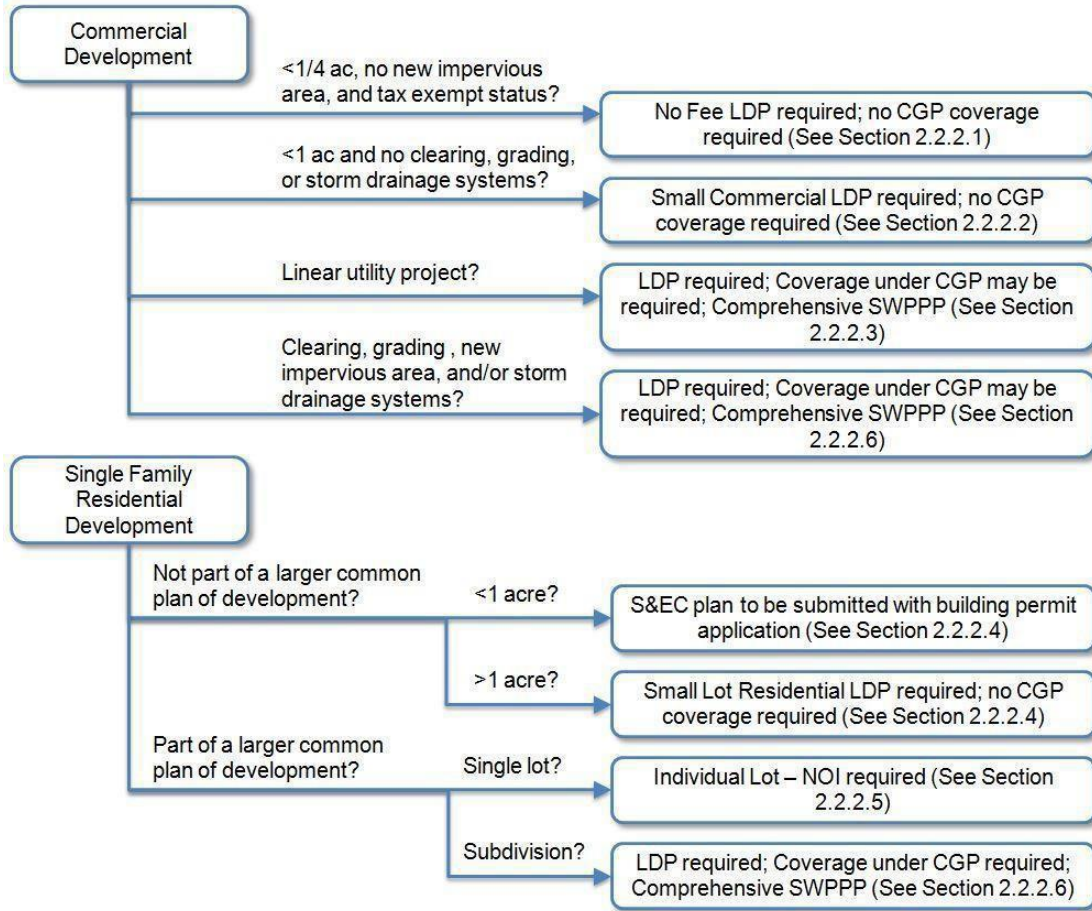 Commercial
Development
<1/4 ac, no new impervious
area, and tax exempt status?
No Fee LDP required; no CGP coverage
required (See Section 2.2.2.1)
<1 ac and no clearing, grading,
or storm drainage systems?
Small Commercial LDP required; no CGP
coverage required (See Section 2.2.2.2)
Linear utility project?
LDP required; Coverage under CGP may be
required; Comprehensive SWPPP (See Section
2.2.2.3)
Clearing, grading , new
impervious area, and/or storm
drainage systems?
LDP required; Coverage under CGP may be
required; Comprehensive SWPPP (See Section
2.2.2.6)
Single Family
Residential
Development
Not part of a larger common
plan of development?
<1 acre?
S&EC plan to be submitted with building permit
application (See Section 2.2.2.4)
>1 acre?
Small Lot Residential LDP required; no CGP
coverage required (See Section 2.2.2.4)
Part of a larger common
plan of development?
Single lot?
Individual Lot – NOI required (See Section
2.2.2.5)
Subdivision?
LDP required; Coverage under CGP required;
Comprehensive SWPPP (See Section 2.2.2.6)